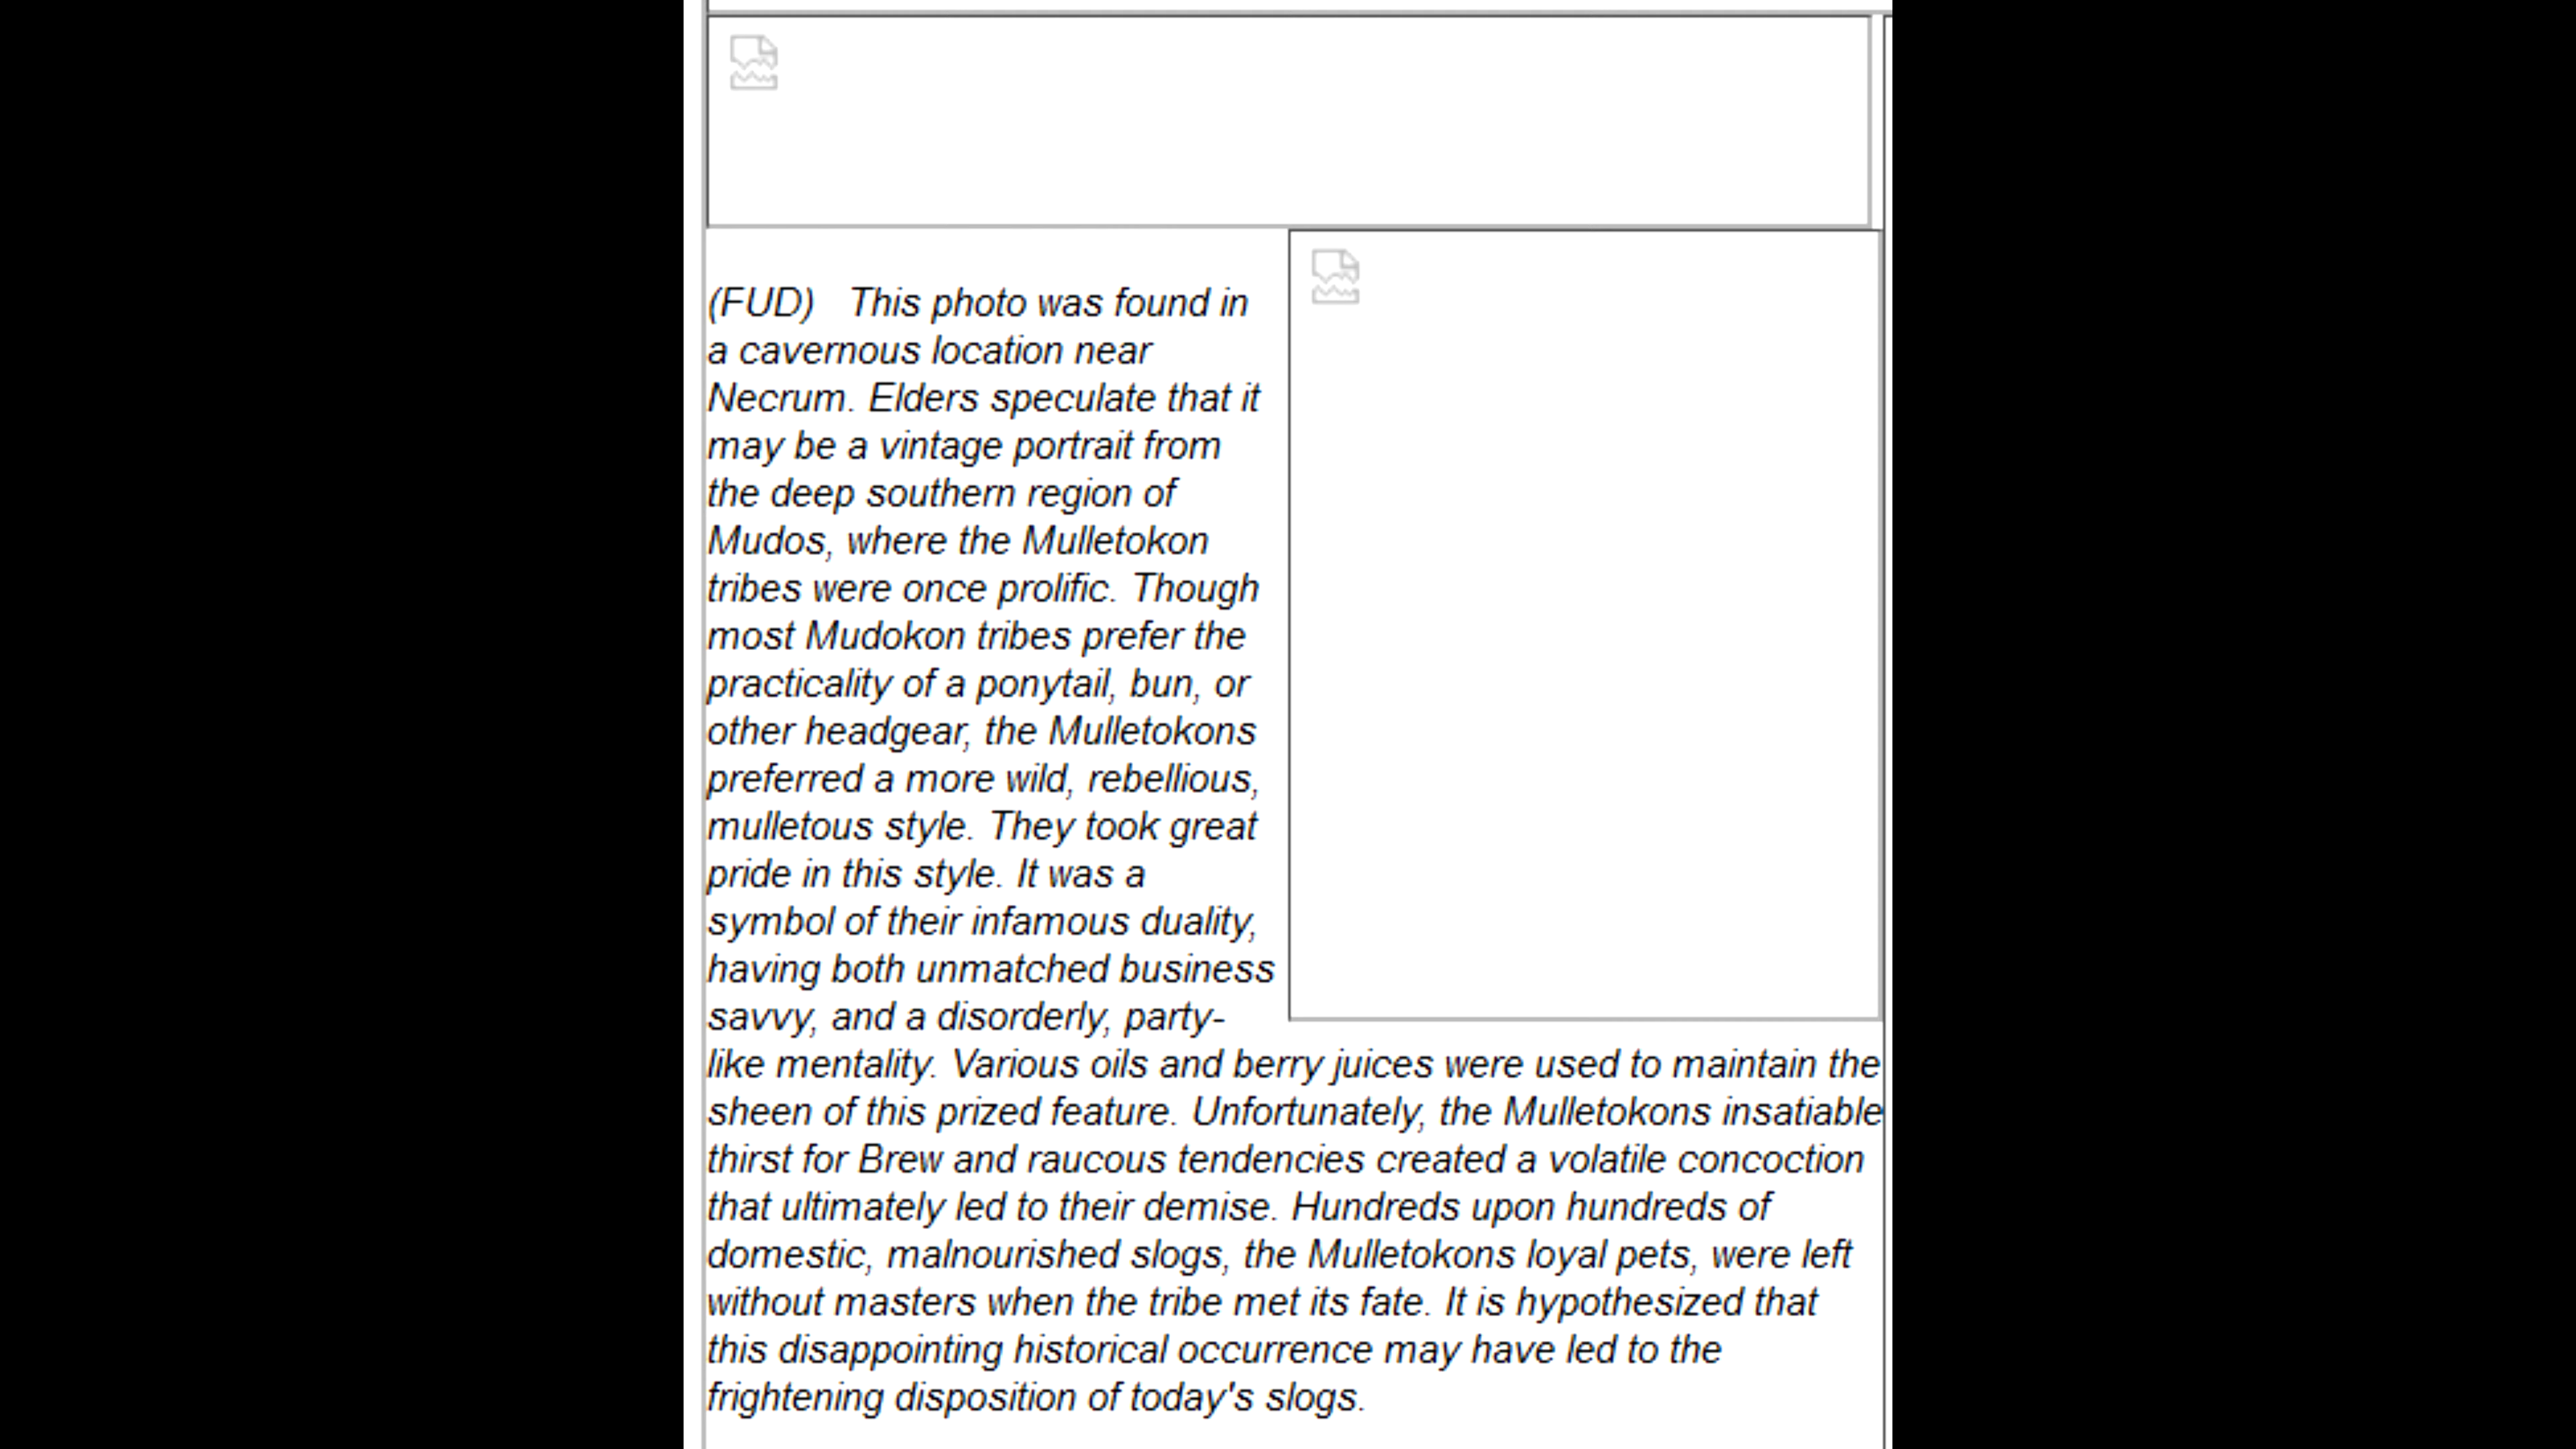 (FUD)   This photo was found in
a cavernous location near
Necrum. Elders speculate that it
may be a vintage portrait from
the deep southern region of
Mudos, where the Mulletokon
tribes were once prolific. Though
most Mudokon tribes prefer the
practicality of a ponytail, bun, or
other headgear, the Mulletokons
preferred a more wild, rebellious,
mulletous style. They took great
pride in this style. It was a
symbol of their infamous duality,
having both unmatched business
savvy, and a disorderly, party-
like mentality. Various oils and berry juices were used to maintain the
sheen of this prized feature. Unfortunately, the Mulletokons insatiable
thirst for Brew and raucous tendencies created a volatile concoction
that ultimately led to their demise. Hundreds upon hundreds of
domestic, malnourished slogs, the Mulletokons loyal pets, were left
without masters when the tribe met its fate. It is hypothesized that
this disappointing historical occurrence may have led to the
frightening disposition of today's slogs.